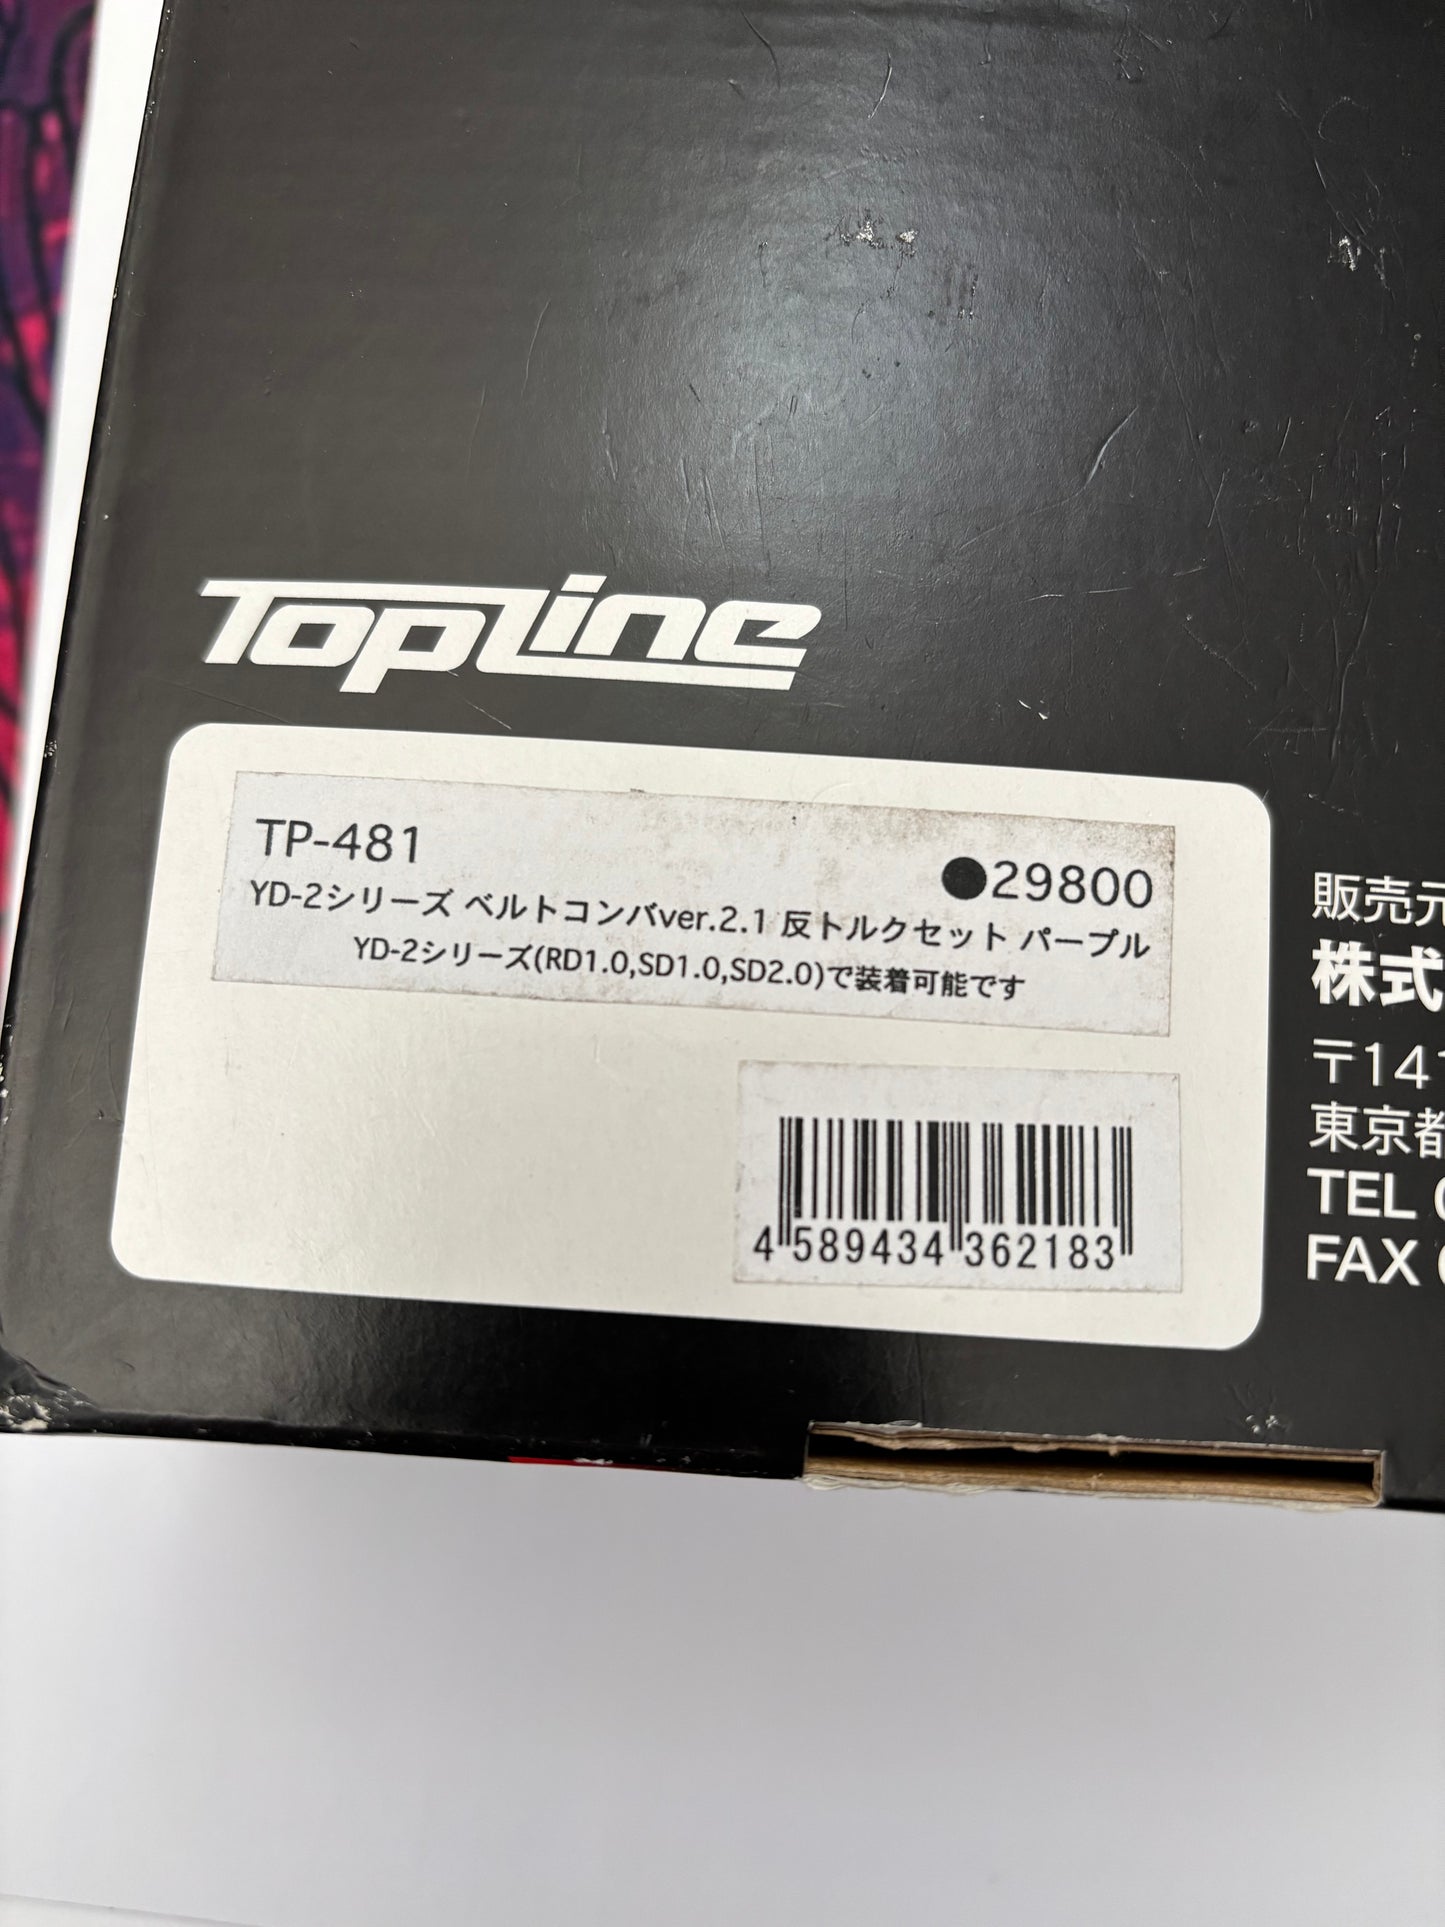 Topline
TP-481
●29800
YD-2シリーズ ベルトコンバver.2.1 反トルクセット パープル
YD-2シリーズ(RD1.0,SD1.0,SD2.0)で装着可能です
4 589434 362183
販売元
株式
〒141
東京都
TEL 0
FAX 0